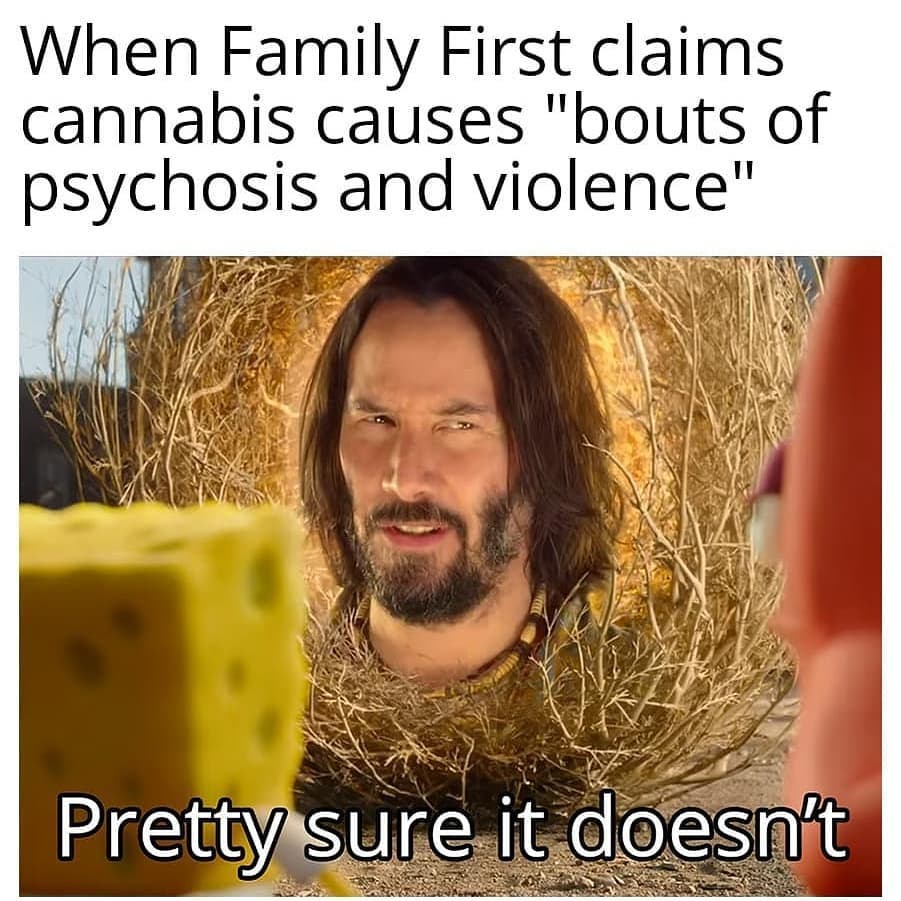 When Family First claims
cannabis causes "bouts of
psychosis and violence"
Pretty sure it doesn't